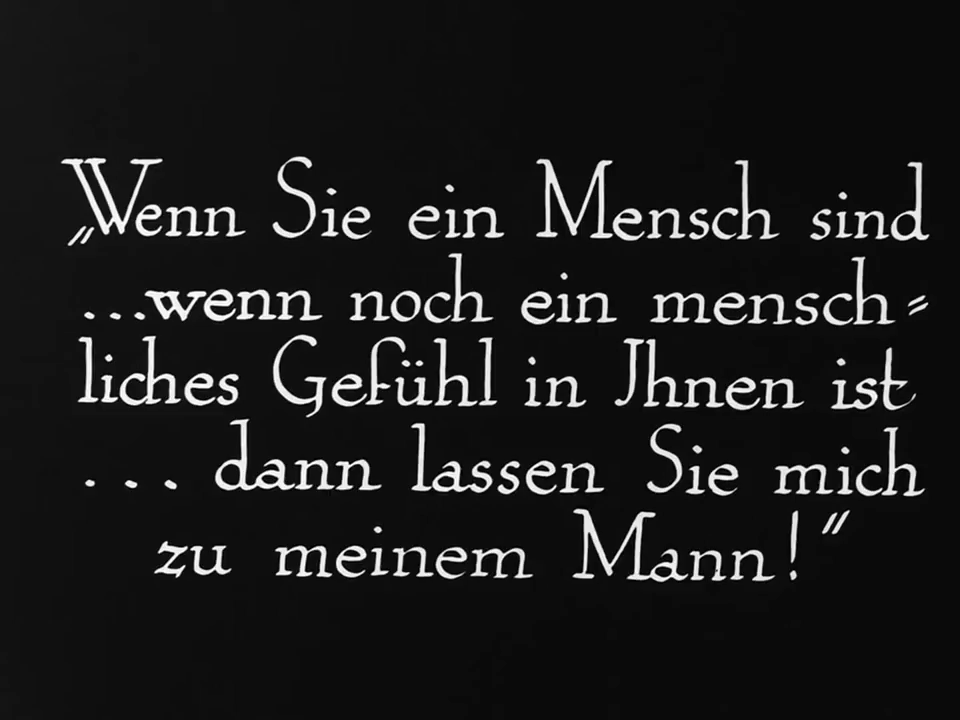 „Wenn Sie ein Mensch sind
...wenn noch ein mensch-
liches Gefühl in Ihnen ist
... dann lassen Sie mich
zu meinem Mann!“